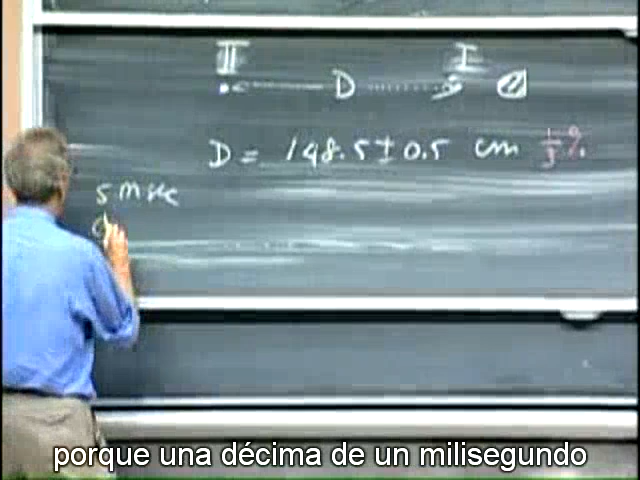 II I
D
D = 148.5 ± 0.5 cm 1/3 %
5 msec
porque una décima de un milisegundo